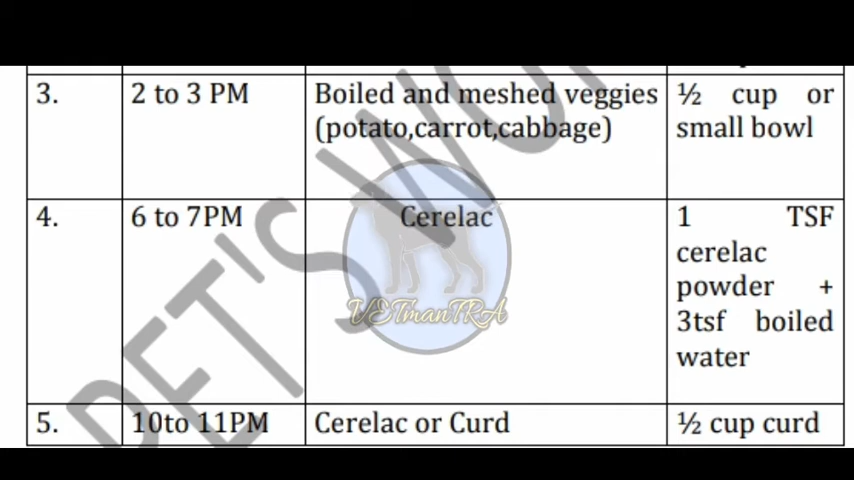 3. 2 to 3 PM Boiled and meshed veggies ½ cup or
(potato,carrot,cabbage) small bowl
4. 6 to 7PM Cerelac 1 TSF
cerelac
powder +
3tsf boiled
water
5. 10to 11PM Cerelac or Curd ½ cup curd
PET'S WO
VETmanTRA